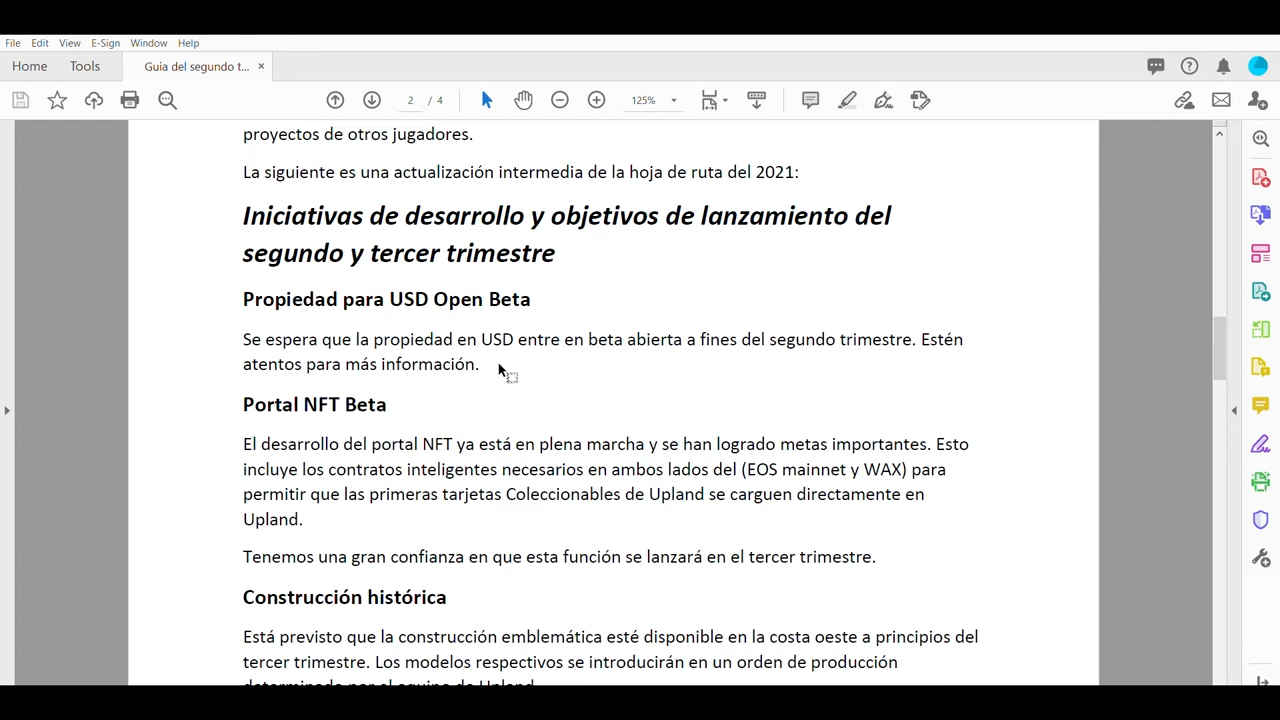 File Edit View E-Sign Window Help
Home Tools Guia del segundo t... ×
2 / 4 125%
proyectos de otros jugadores.
La siguiente es una actualización intermedia de la hoja de ruta del 2021:
Iniciativas de desarrollo y objetivos de lanzamiento del
segundo y tercer trimestre
Propiedad para USD Open Beta
Se espera que la propiedad en USD entre en beta abierta a fines del segundo trimestre. Estén
atentos para más información.
Portal NFT Beta
El desarrollo del portal NFT ya está en plena marcha y se han logrado metas importantes. Esto
incluye los contratos inteligentes necesarios en ambos lados del (EOS mainnet y WAX) para
permitir que las primeras tarjetas Coleccionables de Upland se carguen directamente en
Upland.
Tenemos una gran confianza en que esta función se lanzará en el tercer trimestre.
Construcción histórica
Está previsto que la construcción emblemática esté disponible en la costa oeste a principios del
tercer trimestre. Los modelos respectivos se introducirán en un orden de producción
determinado por el equipo de Upland